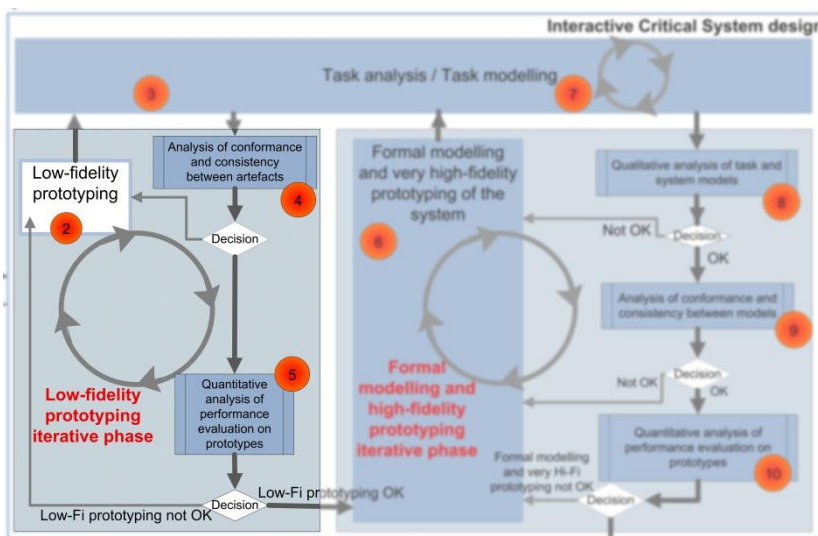 Interactive Critical System design
Task analysis / Task modelling
3
7
Low-fidelity
prototyping
2
Analysis of conformance
and consistency
between artefacts
4
Decision
5
Quantitative
analysis of
performance
evaluation on
prototypes
Low-fidelity
prototyping
iterative phase
Decision
Low-Fi prototyping OK
Low-Fi prototyping not OK
Formal modelling
and very high-fidelity
prototyping of the
system
6
Formal
modelling and
high-fidelity
prototyping
iterative phase
Qualitative analysis of task and
system models
8
Not OK
Decision
OK
Analysis of conformance and
consistency between models
9
Decision
Not OK
OK
Quantitative analysis of
performance evaluation on
prototypes
10
Formal modelling
and very Hi-Fi
prototyping not OK
Decision